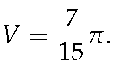 V = 7/15 π.